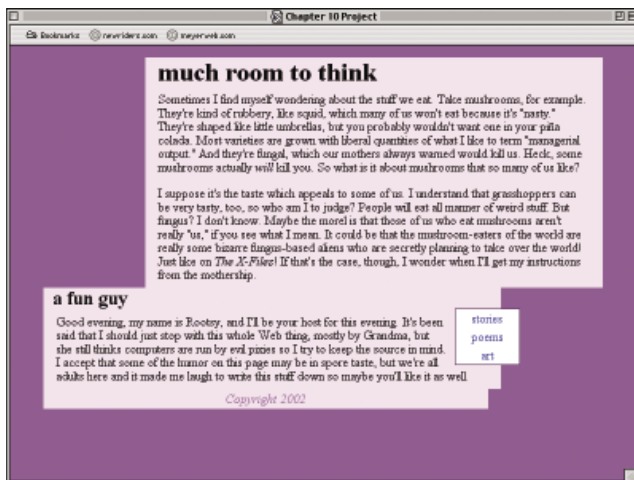 Chapter 10 Project
Bookmarks newriders.com meyerweb.com
much room to think
Sometimes I find myself wondering about the stuff we eat. Take mushrooms, for example.
They're kind of rubbery, like squid, which many of us won't eat because it's "nasty."
They're shaped like little umbrellas, but you probably wouldn't want one in your piña
colada. Most varieties are grown with liberal quantities of what I like to term "managerial
output." And they're fungal, which our mothers always warned would kill us. Heck, some
mushrooms actually will kill you. So what is it about mushrooms that so many of us like?
I suppose it's the taste which appeals to some of us. I understand that grasshoppers can
be very tasty, too, so who am I to judge? People will eat all manner of weird stuff. But
fungus? I don't know. Maybe the morel is that those of us who eat mushrooms aren't
really "us," if you see what I mean. It could be that the mushroom-eaters of the world are
really some bizarre fungus-based aliens who are secretly planning to take over the world!
Just like on The X-Files! If that's the case, though, I wonder when I'll get my instructions
from the mothership.
a fun guy
Good evening, my name is Rootsy, and I'll be your host for this evening. It's been
said that I should just stop with this whole Web thing, mostly by Grandma, but
she still thinks computers are run by evil pixies so I try to keep the source in mind.
I accept that some of the humor on this page may be in spore taste, but we're all
adults here and it made me laugh to write this stuff down so maybe you'll like it as well.
stories
poems
art
Copyright 2002